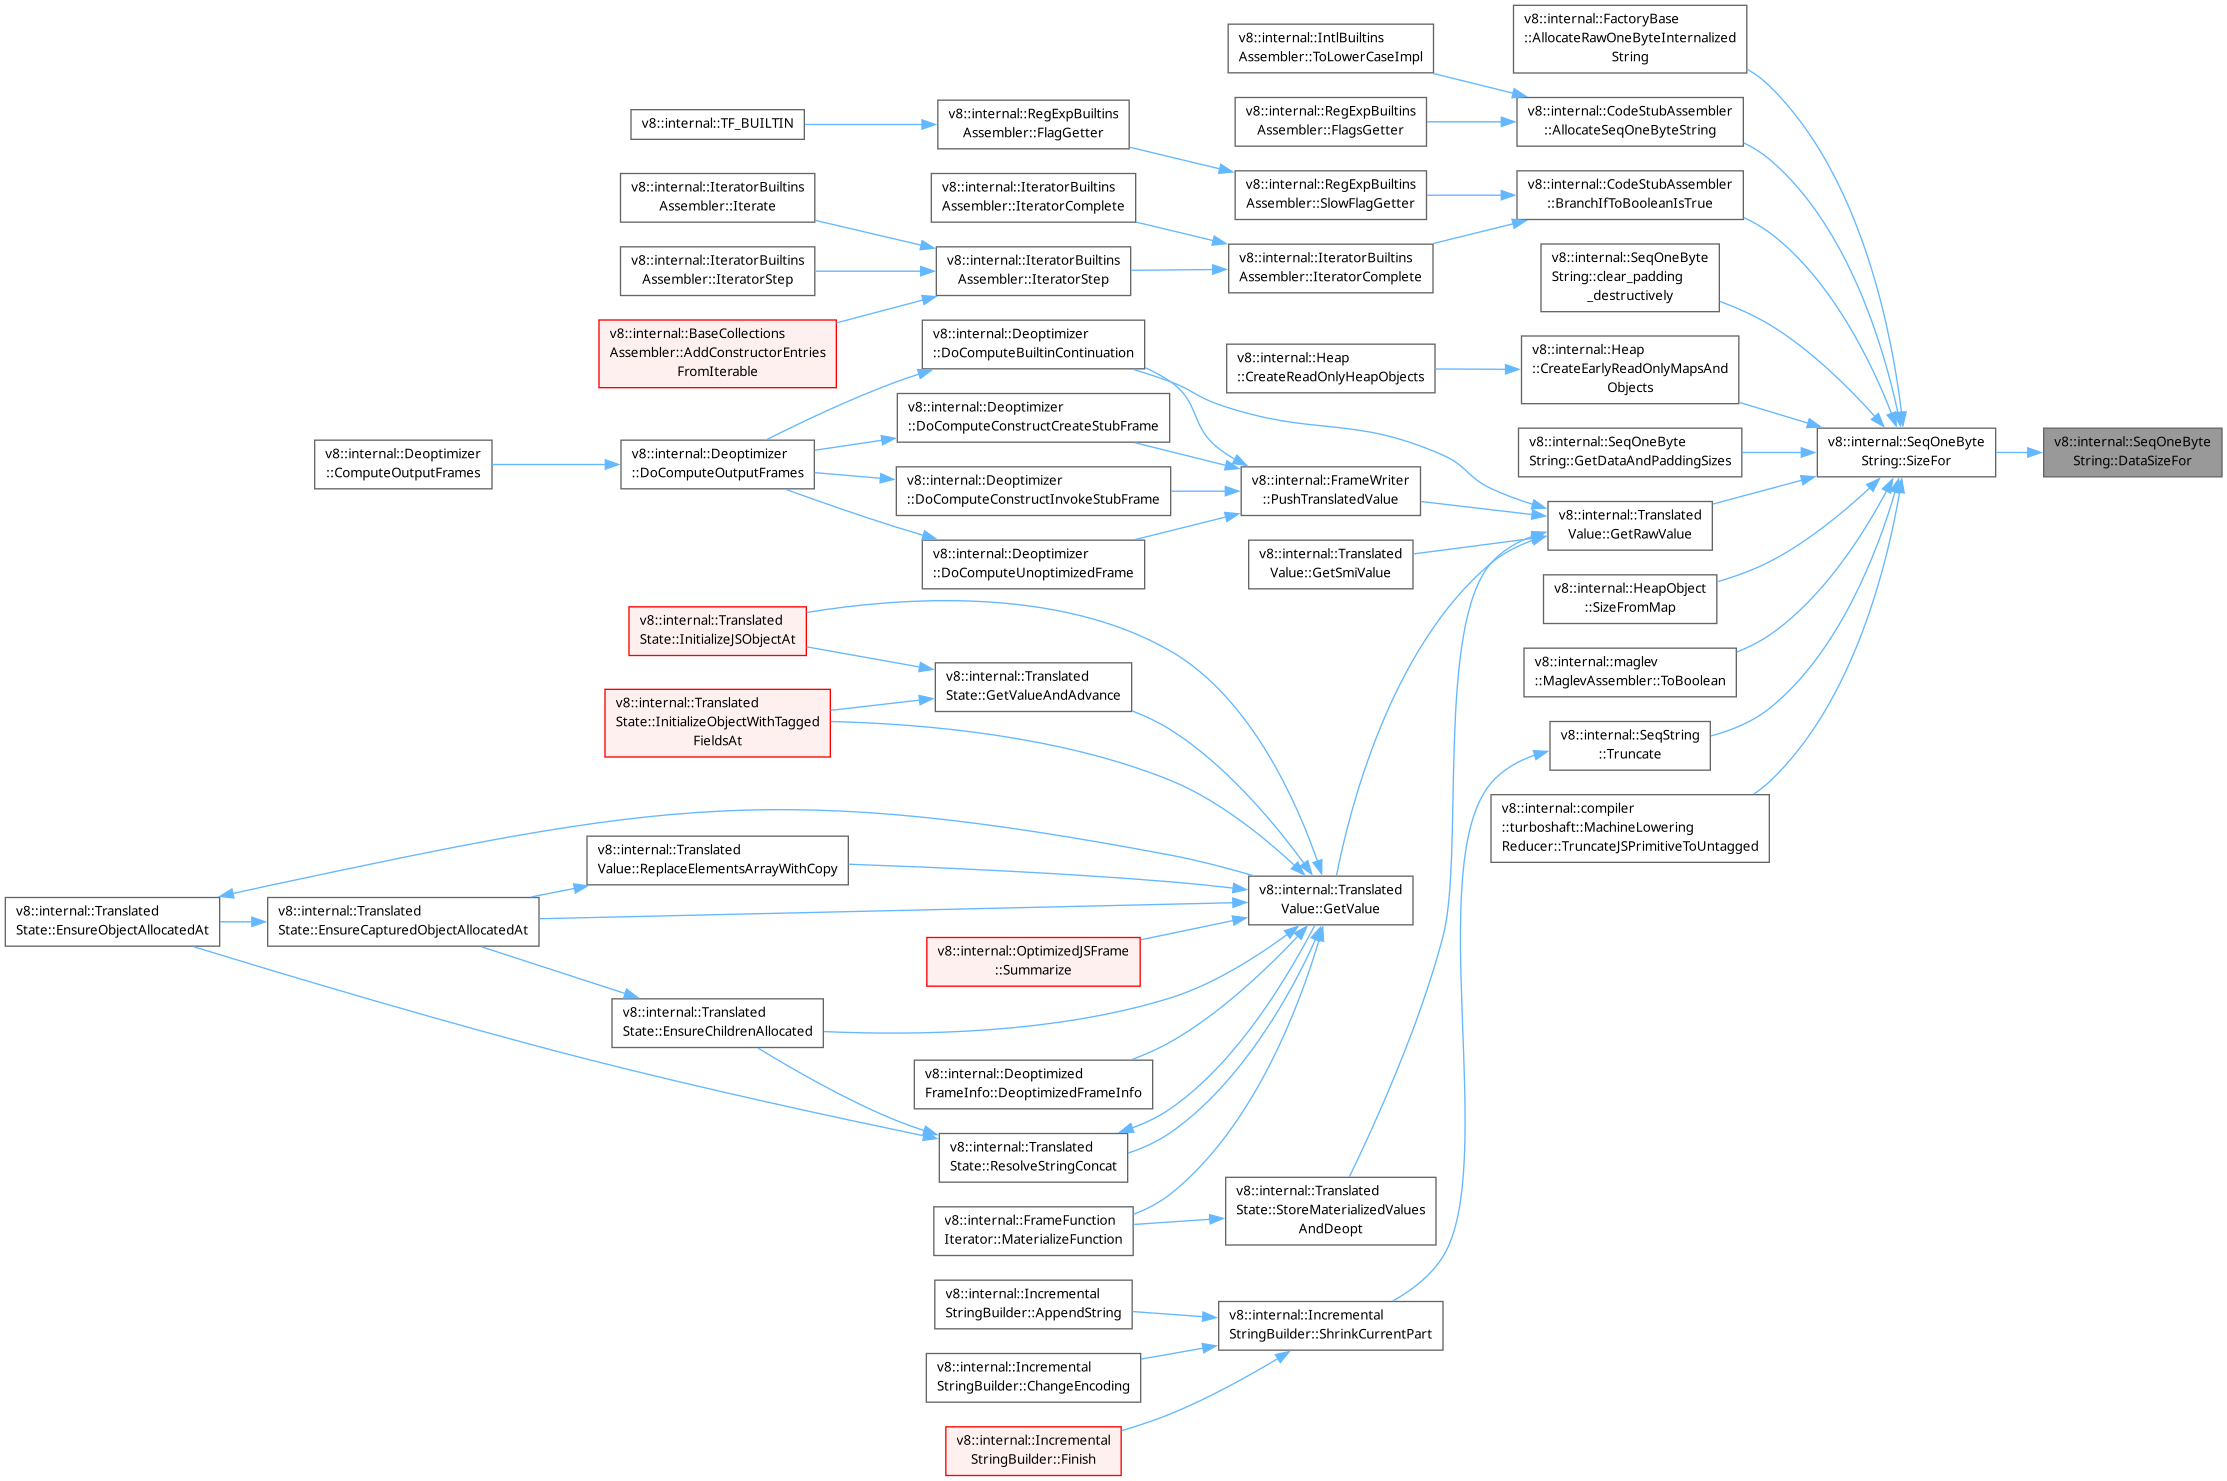 v8::internal::FactoryBase
::AllocateRawOneByteInternalized
String
v8::internal::IntlBuiltins
Assembler::ToLowerCaseImpl
v8::internal::TF_BUILTIN
v8::internal::RegExpBuiltins
Assembler::FlagGetter
v8::internal::RegExpBuiltins
Assembler::FlagsGetter
v8::internal::CodeStubAssembler
::AllocateSeqOneByteString
v8::internal::IteratorBuiltins
Assembler::Iterate
v8::internal::IteratorBuiltins
Assembler::IteratorComplete
v8::internal::RegExpBuiltins
Assembler::SlowFlagGetter
v8::internal::CodeStubAssembler
::BranchIfToBooleanIsTrue
v8::internal::IteratorBuiltins
Assembler::IteratorStep
v8::internal::IteratorBuiltins
Assembler::IteratorStep
v8::internal::IteratorBuiltins
Assembler::IteratorComplete
v8::internal::SeqOneByte
String::clear_padding
_destructively
v8::internal::BaseCollections
Assembler::AddConstructorEntries
FromIterable
v8::internal::Deoptimizer
::DoComputeBuiltinContinuation
v8::internal::Heap
::CreateReadOnlyHeapObjects
v8::internal::Heap
::CreateEarlyReadOnlyMapsAnd
Objects
v8::internal::Deoptimizer
::DoComputeConstructCreateStubFrame
v8::internal::Deoptimizer
::ComputeOutputFrames
v8::internal::Deoptimizer
::DoComputeOutputFrames
v8::internal::SeqOneByte
String::GetDataAndPaddingSizes
v8::internal::SeqOneByte
String::SizeFor
v8::internal::SeqOneByte
String::DataSizeFor
v8::internal::Deoptimizer
::DoComputeConstructInvokeStubFrame
v8::internal::FrameWriter
::PushTranslatedValue
v8::internal::Translated
Value::GetRawValue
v8::internal::Deoptimizer
::DoComputeUnoptimizedFrame
v8::internal::Translated
Value::GetSmiValue
v8::internal::HeapObject
::SizeFromMap
v8::internal::Translated
State::InitializeJSObjectAt
v8::internal::Translated
State::GetValueAndAdvance
v8::internal::maglev
::MaglevAssembler::ToBoolean
v8::internal::Translated
State::InitializeObjectWithTagged
FieldsAt
v8::internal::SeqString
::Truncate
v8::internal::compiler
::turboshaft::MachineLowering
Reducer::TruncateJSPrimitiveToUntagged
v8::internal::Translated
Value::ReplaceElementsArrayWithCopy
v8::internal::Translated
Value::GetValue
v8::internal::Translated
State::EnsureObjectAllocatedAt
v8::internal::Translated
State::EnsureCapturedObjectAllocatedAt
v8::internal::OptimizedJSFrame
::Summarize
v8::internal::Translated
State::EnsureChildrenAllocated
v8::internal::Deoptimized
FrameInfo::DeoptimizedFrameInfo
v8::internal::Translated
State::ResolveStringConcat
v8::internal::Translated
State::StoreMaterializedValues
AndDeopt
v8::internal::FrameFunction
Iterator::MaterializeFunction
v8::internal::Incremental
StringBuilder::AppendString
v8::internal::Incremental
StringBuilder::ShrinkCurrentPart
v8::internal::Incremental
StringBuilder::ChangeEncoding
v8::internal::Incremental
StringBuilder::Finish